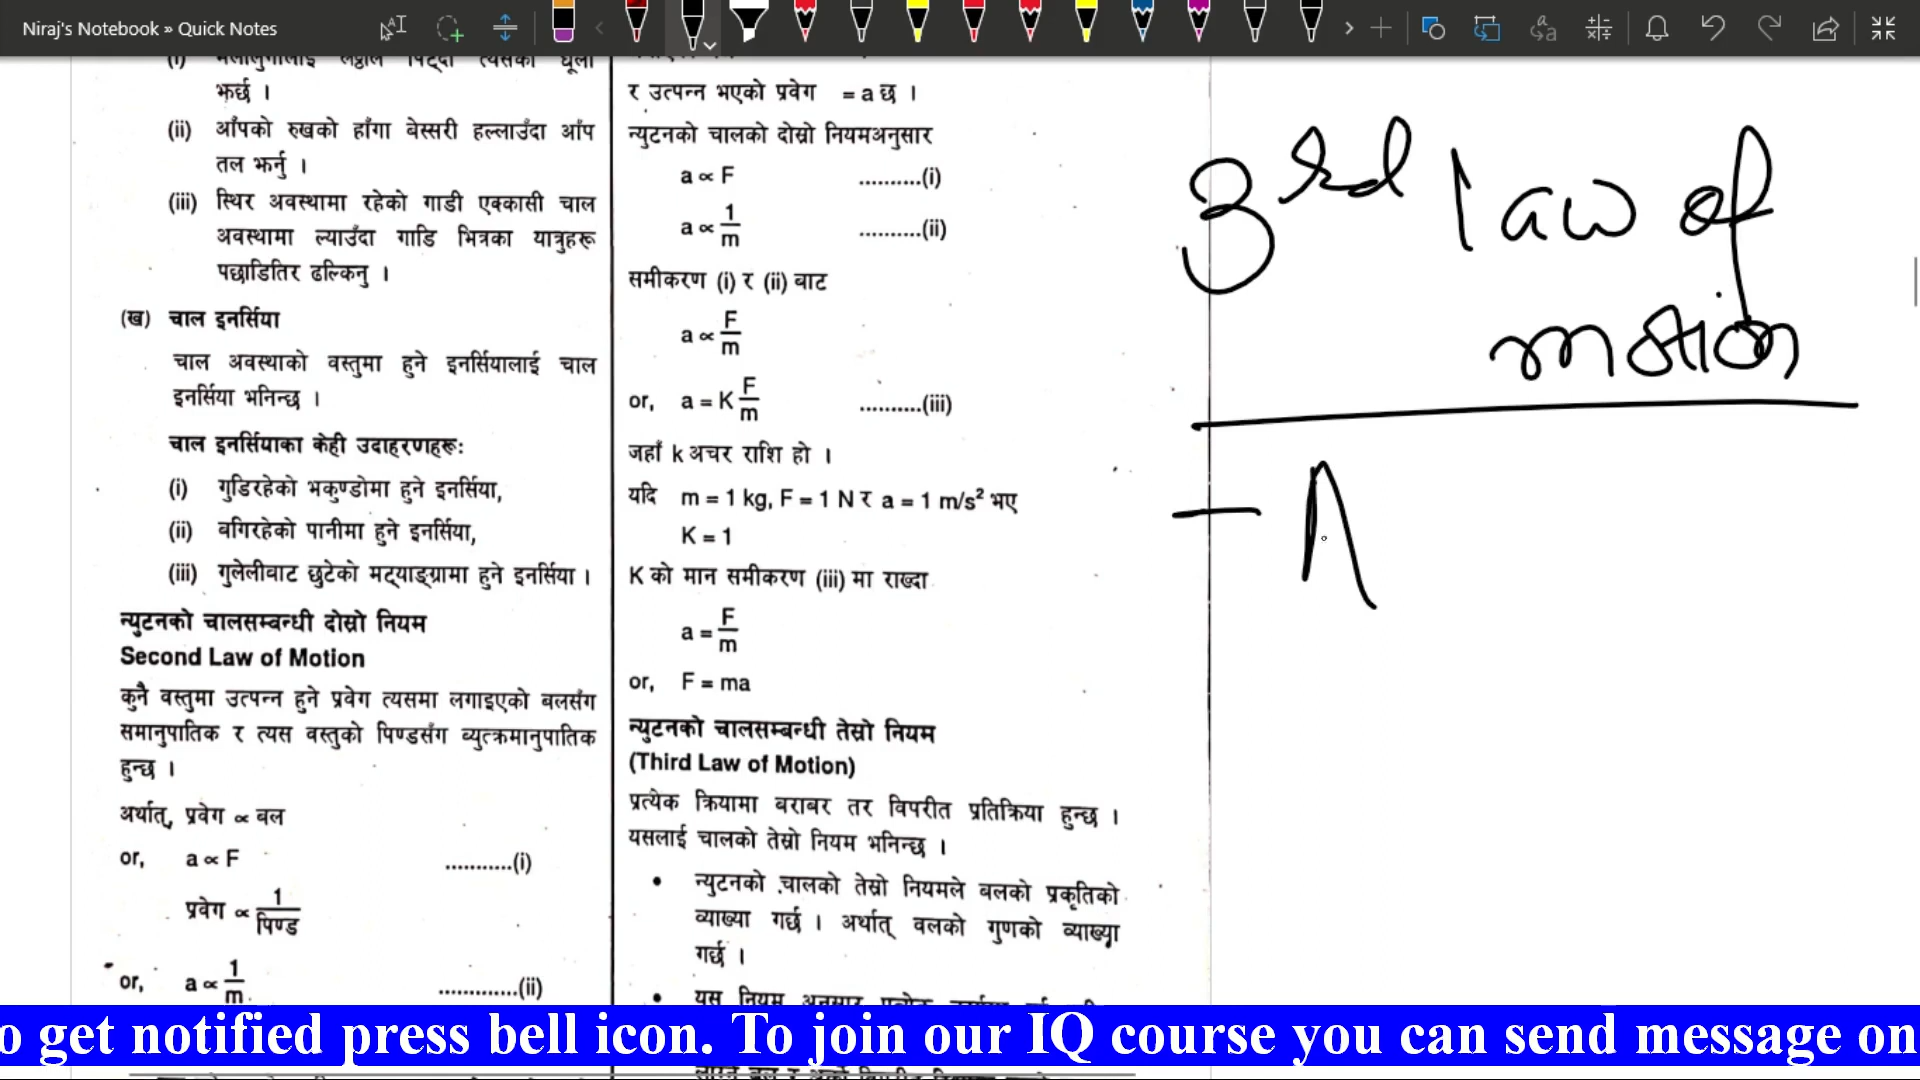 Niraj's Notebook » Quick Notes
झर्छ ।
(ii) आँपको रुखको हाँगा बेस्सरी हल्लाउँदा आँप
तल झर्नु ।
(iii) स्थिर अवस्थामा रहेको गाडी एक्कासी चाल
अवस्थामा ल्याउँदा गाडि भित्रका यात्रुहरू
पछाडितिर ढल्किनु ।
(ख) चाल इनर्सिया
चाल अवस्थाको वस्तुमा हुने इनर्सियालाई चाल
इनर्सिया भनिन्छ ।
चाल इनर्सियाका केही उदाहरणहरूः
(i) गुडिरहेको भकुण्डोमा हुने इनर्सिया,
(ii) बगिरहेको पानीमा हुने इनर्सिया,
(iii) गुलेलीबाट छुटेको मट्याङ्ग्रामा हुने इनर्सिया ।
न्युटनको चालसम्बन्धी दोस्रो नियम
Second Law of Motion
कुनै वस्तुमा उत्पन्न हुने प्रवेग त्यसमा लगाइएको बलसँग
समानुपातिक र त्यस वस्तुको पिण्डसँग व्युत्क्रमानुपातिक
हुन्छ ।
अर्थात्, प्रवेग ∝ बल
or, a ∝ F ...........(i)
प्रवेग ∝ 1/पिण्ड
or, a ∝ 1/m .............(ii)
र उत्पन्न भएको प्रवेग = a छ ।
न्युटनको चालको दोस्रो नियमअनुसार
a ∝ F ..........(i)
a ∝ 1/m ..........(ii)
समीकरण (i) र (ii) बाट
a ∝ F/m
or, a = K F/m ..........(iii)
जहाँ k अचर राशि हो ।
यदि m = 1 kg, F = 1 N र a = 1 m/s² भए
K = 1
K को मान समीकरण (iii) मा राख्दा
a = F/m
or, F = ma
न्युटनको चालसम्बन्धी तेस्रो नियम
(Third Law of Motion)
प्रत्येक क्रियामा बराबर तर विपरीत प्रतिक्रिया हुन्छ ।
यसलाई चालको तेस्रो नियम भनिन्छ ।
• न्युटनको चालको तेस्रो नियमले बलको प्रकृतिको
व्याख्या गर्छ । अर्थात् वलको गुणको व्याख्या
गर्छ ।
• यस नियम अनुसार
3rd law of
motion
o get notified press bell icon. To join our IQ course you can send message on